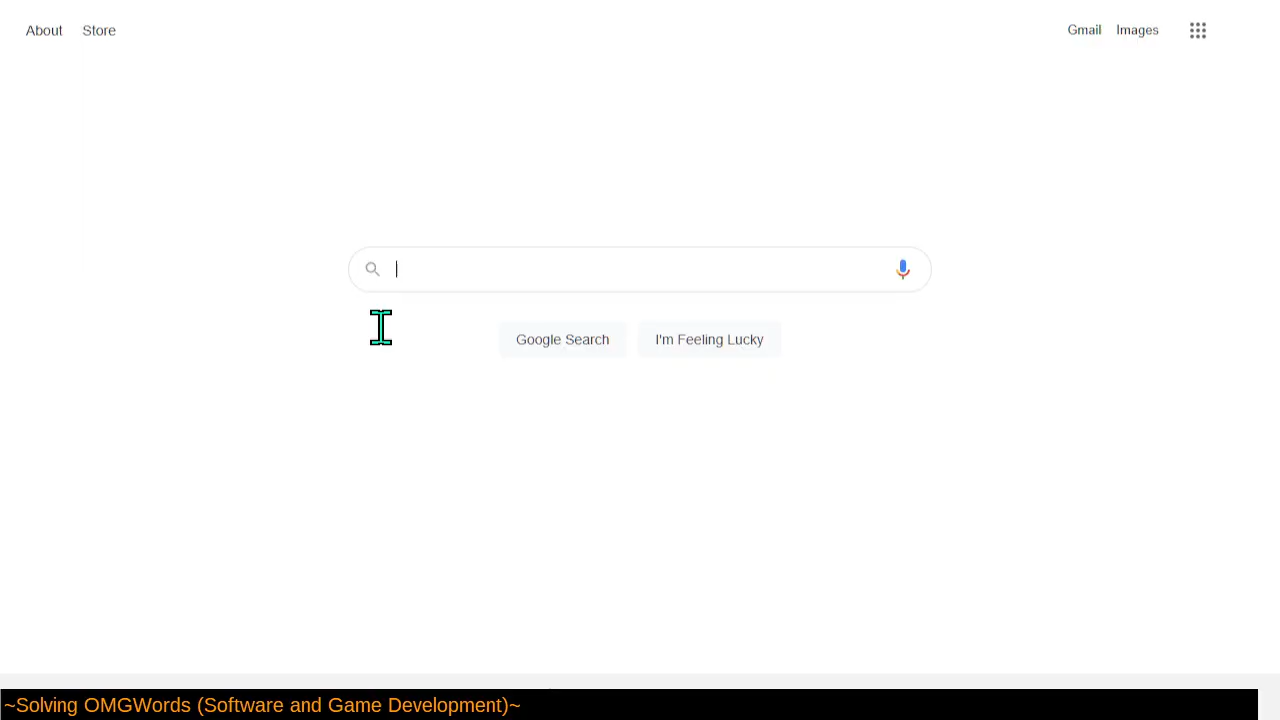 About Store Gmail Images
Google Search I'm Feeling Lucky
~Solving OMGWords (Software and Game Development)~